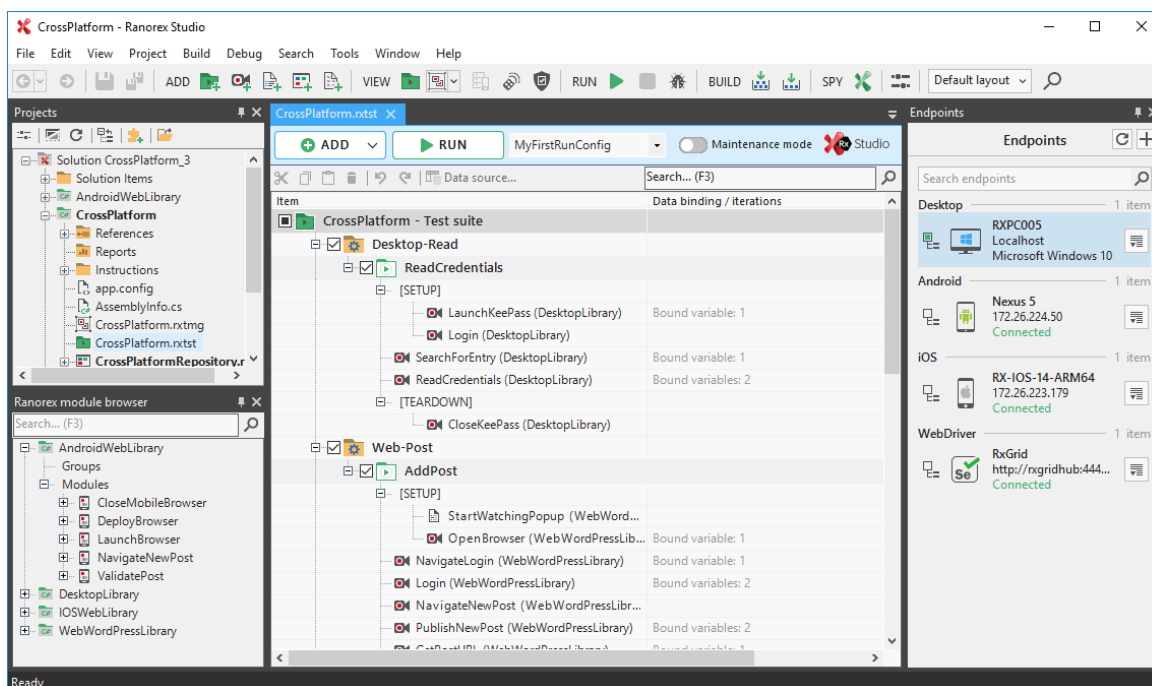 CrossPlatform - Ranorex Studio
File Edit View Project Build Debug Search Tools Window Help
ADD VIEW RUN BUILD SPY Default layout
Projects
Solution CrossPlatform_3
Solution Items
AndroidWebLibrary
CrossPlatform
References
Reports
Instructions
app.config
AssemblyInfo.cs
CrossPlatform.rxtmg
CrossPlatform.rxtst
CrossPlatformRepository.r
Ranorex module browser
Search... (F3)
AndroidWebLibrary
Groups
Modules
CloseMobileBrowser
DeployBrowser
LaunchBrowser
NavigateNewPost
ValidatePost
DesktopLibrary
IOSWebLibrary
WebWordPressLibrary
CrossPlatform.rxtst
ADD RUN MyFirstRunConfig Maintenance mode Rx Studio
Data source... Search... (F3)
Item Data binding / iterations
CrossPlatform - Test suite
Desktop-Read
ReadCredentials
[SETUP]
LaunchKeePass (DesktopLibrary) Bound variable: 1
Login (DesktopLibrary)
SearchForEntry (DesktopLibrary) Bound variable: 1
ReadCredentials (DesktopLibrary) Bound variables: 2
[TEARDOWN]
CloseKeePass (DesktopLibrary)
Web-Post
AddPost
[SETUP]
StartWatchingPopup (WebWord...
OpenBrowser (WebWordPressLib... Bound variable: 1
NavigateLogin (WebWordPressLibrary) Bound variable: 1
Login (WebWordPressLibrary) Bound variables: 2
NavigateNewPost (WebWordPressLibr...
PublishNewPost (WebWordPressLibrary) Bound variables: 2
GetPostURL (WebWordPressLibrary) Bound variable: 1
Endpoints
Endpoints
Search endpoints
Desktop 1 item
RXPC005
Localhost
Microsoft Windows 10
Android 1 item
Nexus 5
172.26.224.50
Connected
iOS 1 item
RX-IOS-14-ARM64
172.26.223.179
Connected
WebDriver 1 item
Se
RxGrid
http://rxgridhub:444...
Connected
Ready